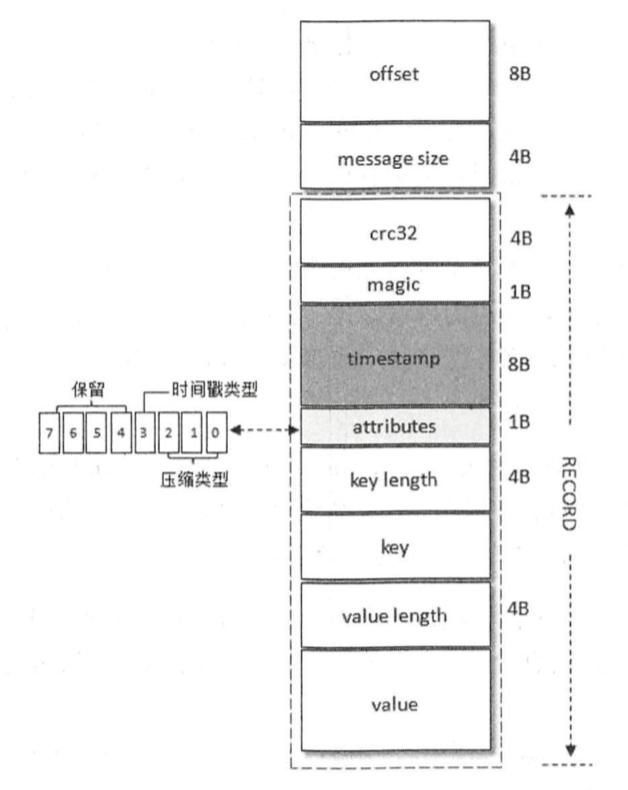 offset 8B
message size 4B
crc32 4B
magic 1B
timestamp 8B
保留 时间戳类型
attributes 1B
7 6 5 4 3 2 1 0
压缩类型
key length 4B
RECORD
key
value length 4B
value